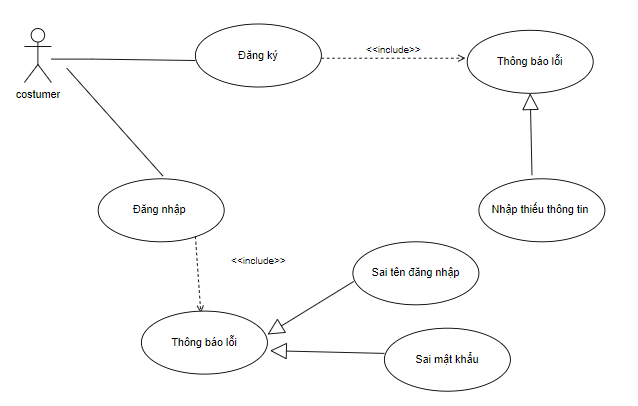 Đăng ký
<<include>>
Thông báo lỗi
costumer
Đăng nhập
Nhập thiếu thông tin
<<include>>
Sai tên đăng nhập
Thông báo lỗi
Sai mật khẩu